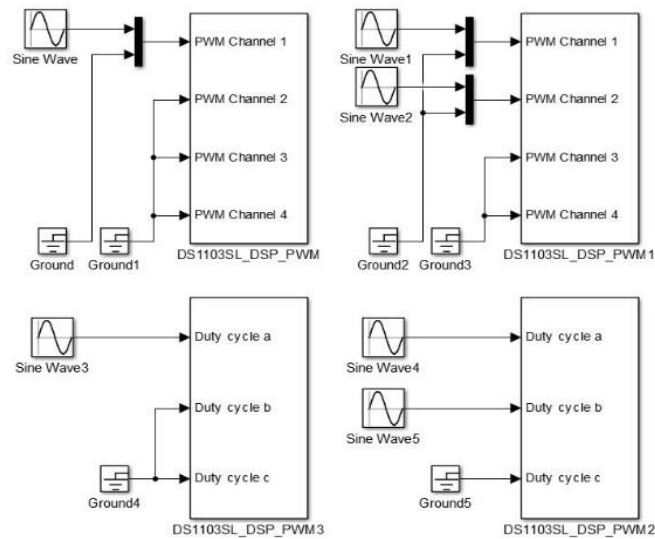 Sine Wave
PWM Channel 1
PWM Channel 2
PWM Channel 3
PWM Channel 4
Ground
Ground1
DS1103SL_DSP_PWM
Sine Wave1
Sine Wave2
PWM Channel 1
PWM Channel 2
PWM Channel 3
PWM Channel 4
Ground2
Ground3
DS1103SL_DSP_PWM1
Sine Wave3
Duty cycle a
Duty cycle b
Duty cycle c
Ground4
DS1103SL_DSP_PWM3
Sine Wave4
Sine Wave5
Duty cycle a
Duty cycle b
Duty cycle c
Ground5
DS1103SL_DSP_PWM2